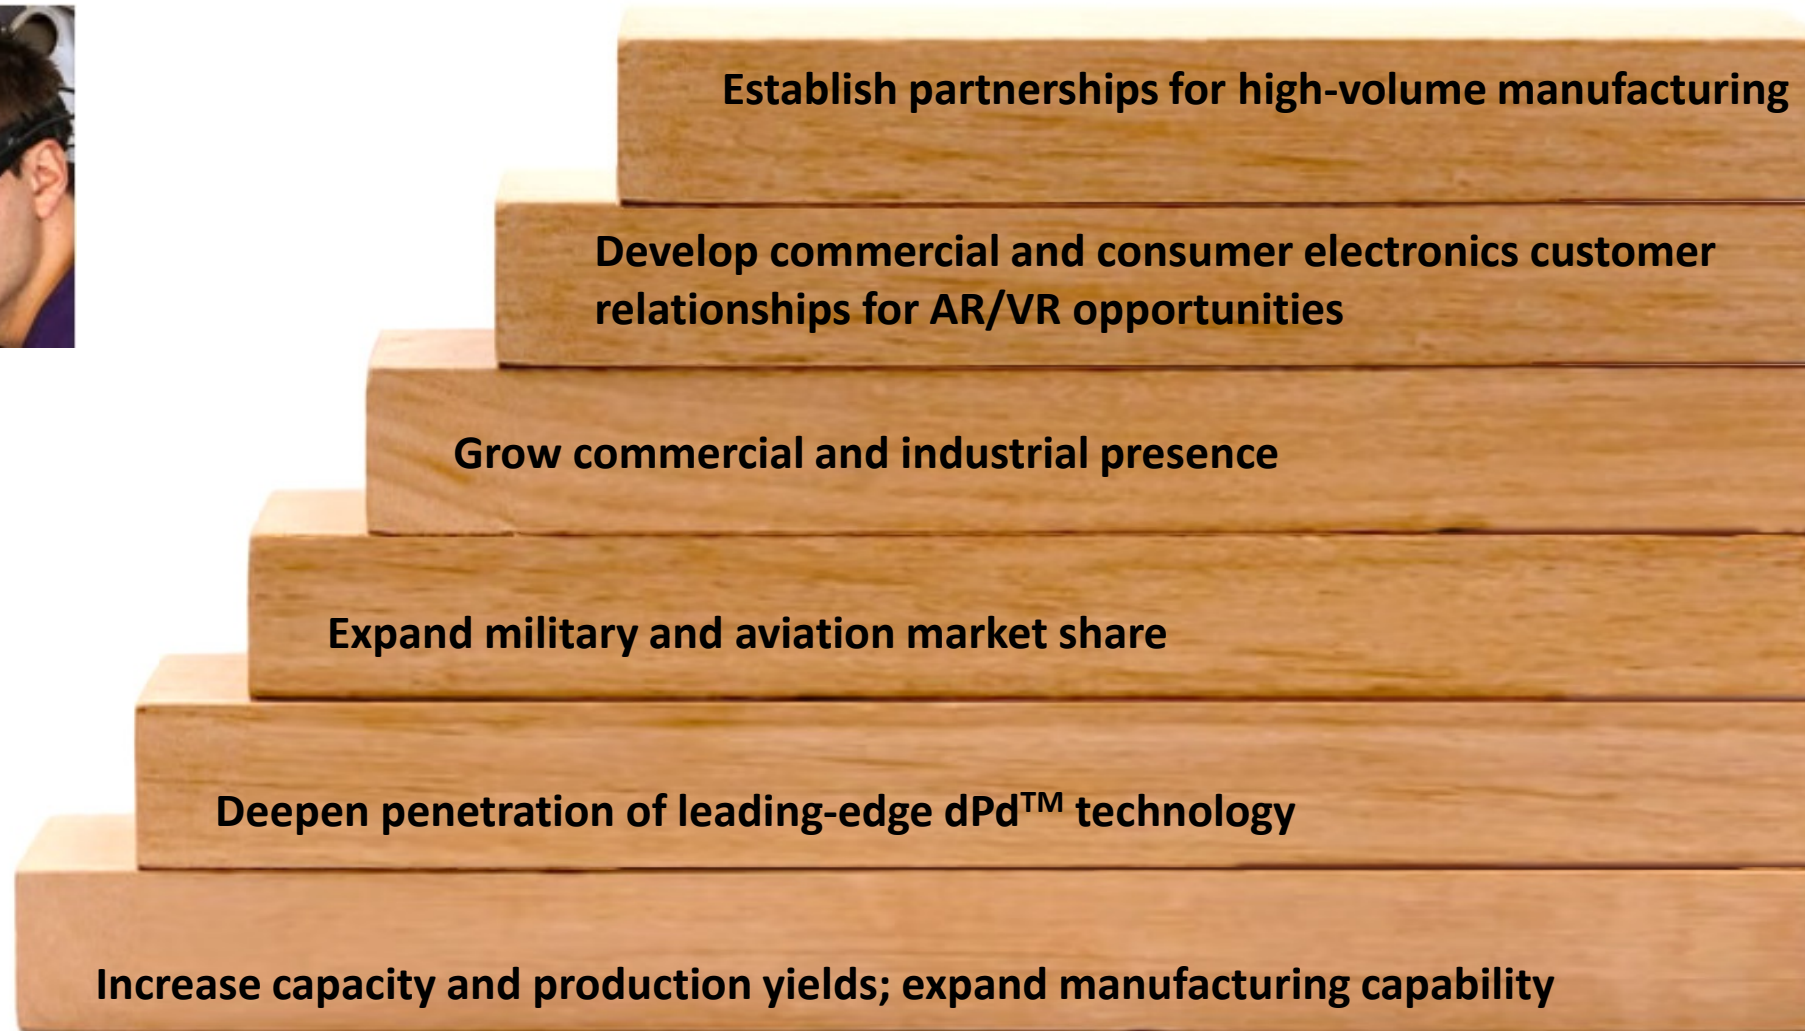 Establish partnerships for high-volume manufacturing
Develop commercial and consumer electronics customer
relationships for AR/VR opportunities
Grow commercial and industrial presence
Expand military and aviation market share
Deepen penetration of leading-edge dPd™ technology
Increase capacity and production yields; expand manufacturing capability